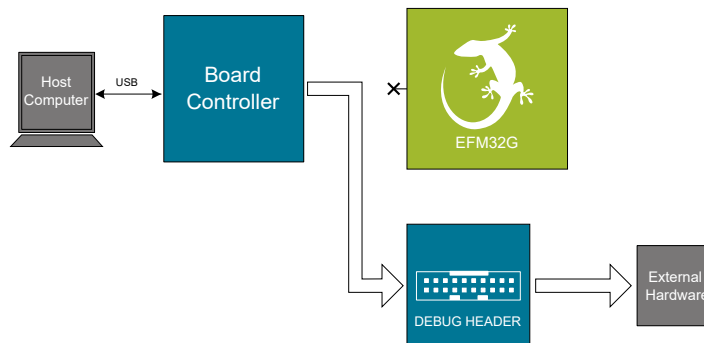 Host
Computer
USB
Board
Controller
EFM32G
DEBUG HEADER
External
Hardware